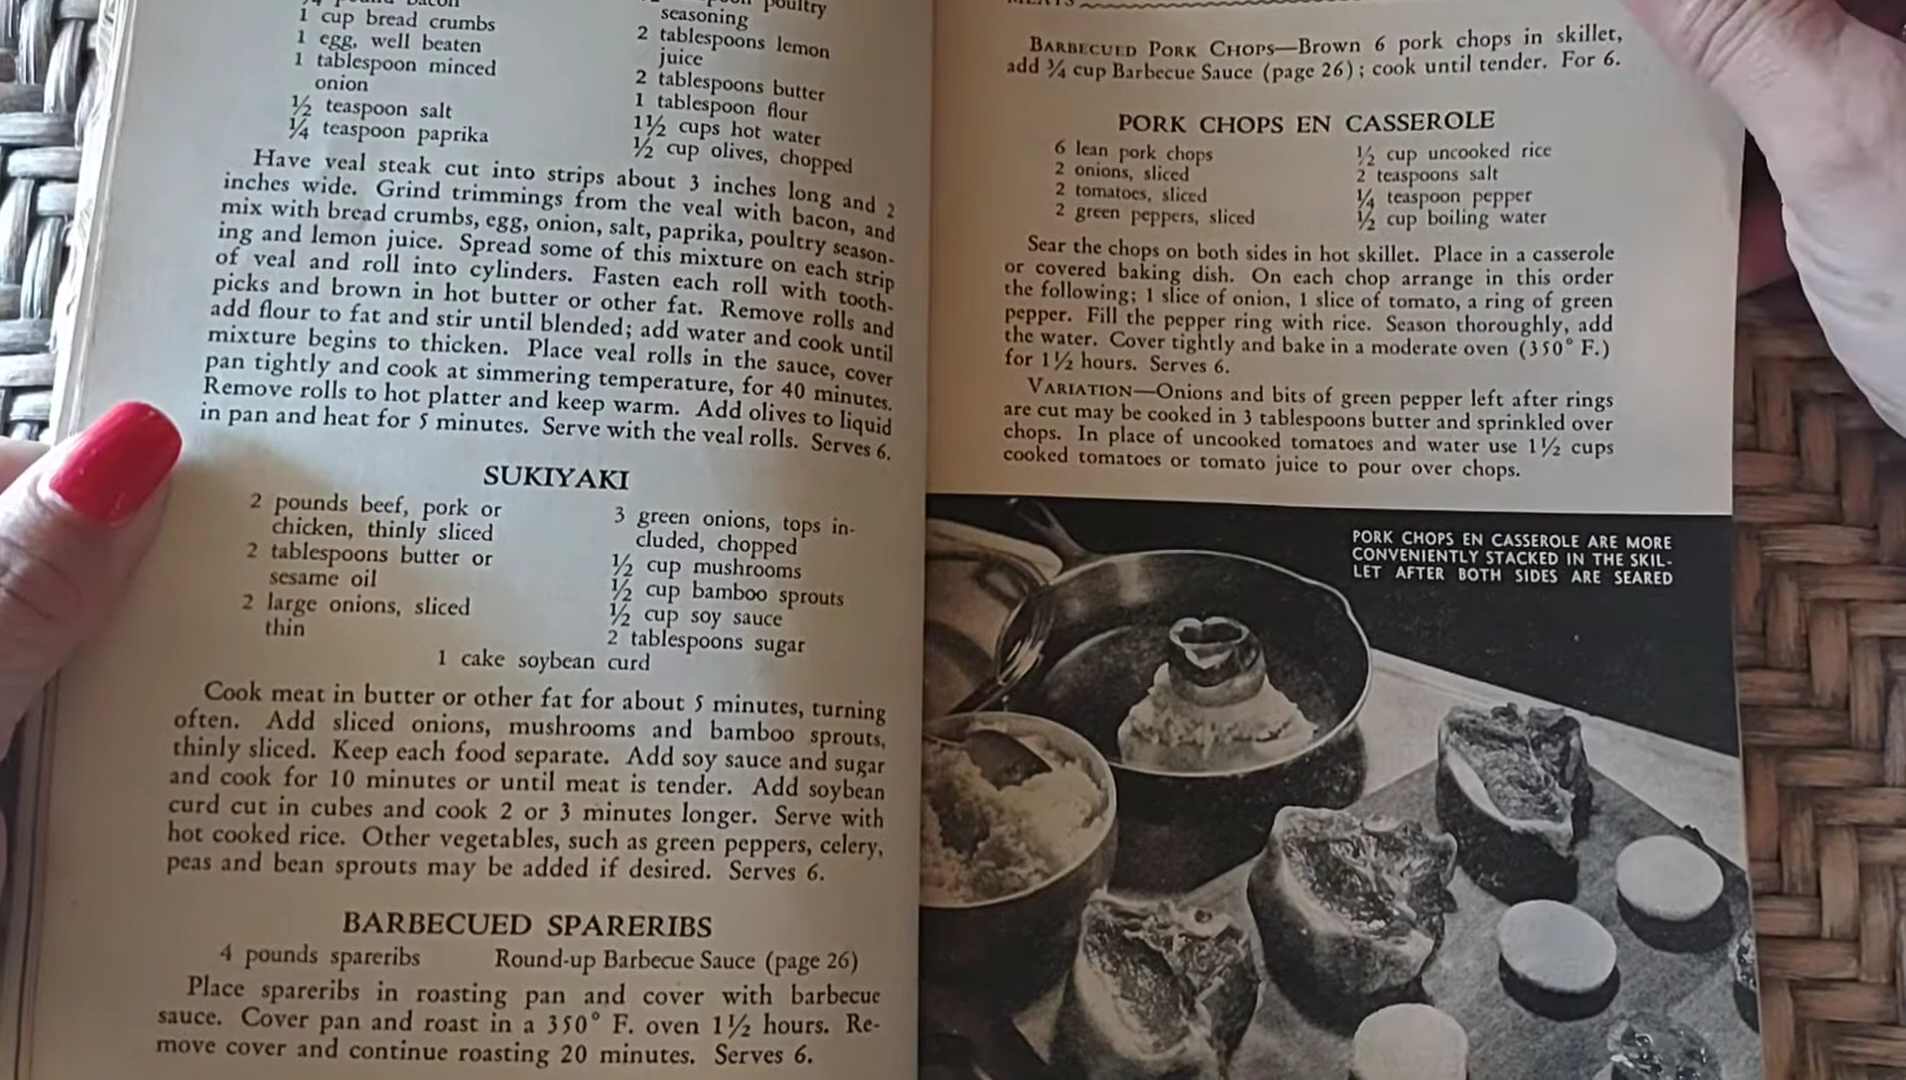 pound bacon
1 cup bread crumbs
1 egg, well beaten
1 tablespoon minced
onion
½ teaspoon salt
¼ teaspoon paprika
poultry
seasoning
2 tablespoons lemon
juice
2 tablespoons butter
1 tablespoon flour
1½ cups hot water
½ cup olives, chopped
Have veal steak cut into strips about 3 inches long and 2
inches wide. Grind trimmings from the veal with bacon, and
mix with bread crumbs, egg, onion, salt, paprika, poultry season-
ing and lemon juice. Spread some of this mixture on each strip
of veal and roll into cylinders. Fasten each roll with tooth-
picks and brown in hot butter or other fat. Remove rolls and
add flour to fat and stir until blended; add water and cook until
mixture begins to thicken. Place veal rolls in the sauce, cover
pan tightly and cook at simmering temperature, for 40 minutes.
Remove rolls to hot platter and keep warm. Add olives to liquid
in pan and heat for 5 minutes. Serve with the veal rolls. Serves 6.
SUKIYAKI
2 pounds beef, pork or
chicken, thinly sliced
2 tablespoons butter or
sesame oil
2 large onions, sliced
thin
3 green onions, tops in-
cluded, chopped
½ cup mushrooms
½ cup bamboo sprouts
½ cup soy sauce
2 tablespoons sugar
1 cake soybean curd
Cook meat in butter or other fat for about 5 minutes, turning
often. Add sliced onions, mushrooms and bamboo sprouts,
thinly sliced. Keep each food separate. Add soy sauce and sugar
and cook for 10 minutes or until meat is tender. Add soybean
curd cut in cubes and cook 2 or 3 minutes longer. Serve with
hot cooked rice. Other vegetables, such as green peppers, celery,
peas and bean sprouts may be added if desired. Serves 6.
BARBECUED SPARERIBS
4 pounds spareribs
Round-up Barbecue Sauce (page 26)
Place spareribs in roasting pan and cover with barbecue
sauce. Cover pan and roast in a 350° F. oven 1½ hours. Re-
move cover and continue roasting 20 minutes. Serves 6.
MEATS
BARBECUED PORK CHOPS—Brown 6 pork chops in skillet,
add ¾ cup Barbecue Sauce (page 26); cook until tender. For 6.
PORK CHOPS EN CASSEROLE
6 lean pork chops
2 onions, sliced
2 tomatoes, sliced
2 green peppers, sliced
½ cup uncooked rice
2 teaspoons salt
¼ teaspoon pepper
½ cup boiling water
Sear the chops on both sides in hot skillet. Place in a casserole
or covered baking dish. On each chop arrange in this order
the following; 1 slice of onion, 1 slice of tomato, a ring of green
pepper. Fill the pepper ring with rice. Season thoroughly, add
the water. Cover tightly and bake in a moderate oven (350° F.)
for 1½ hours. Serves 6.
VARIATION—Onions and bits of green pepper left after rings
are cut may be cooked in 3 tablespoons butter and sprinkled over
chops. In place of uncooked tomatoes and water use 1½ cups
cooked tomatoes or tomato juice to pour over chops.
PORK CHOPS EN CASSEROLE ARE MORE
CONVENIENTLY STACKED IN THE SKIL-
LET AFTER BOTH SIDES ARE SEARED